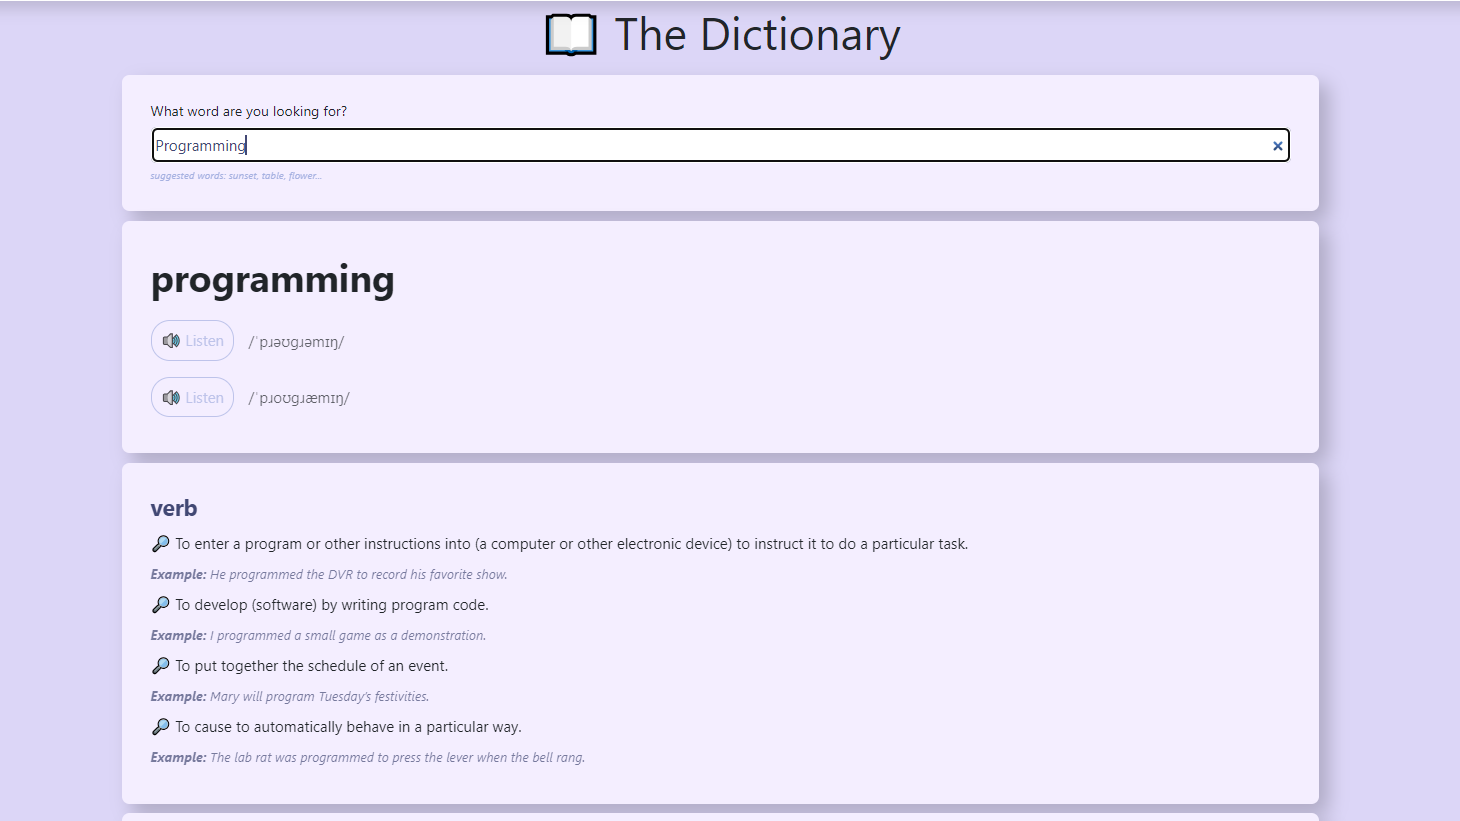 The Dictionary
What word are you looking for?
Programming
suggested words: sunset, table, flower...
programming
Listen /ˈpɹəʊɡɹəmɪŋ/
Listen /ˈpɹoʊɡɹæmɪŋ/
verb
To enter a program or other instructions into (a computer or other electronic device) to instruct it to do a particular task.
Example: He programmed the DVR to record his favorite show.
To develop (software) by writing program code.
Example: I programmed a small game as a demonstration.
To put together the schedule of an event.
Example: Mary will program Tuesday's festivities.
To cause to automatically behave in a particular way.
Example: The lab rat was programmed to press the lever when the bell rang.